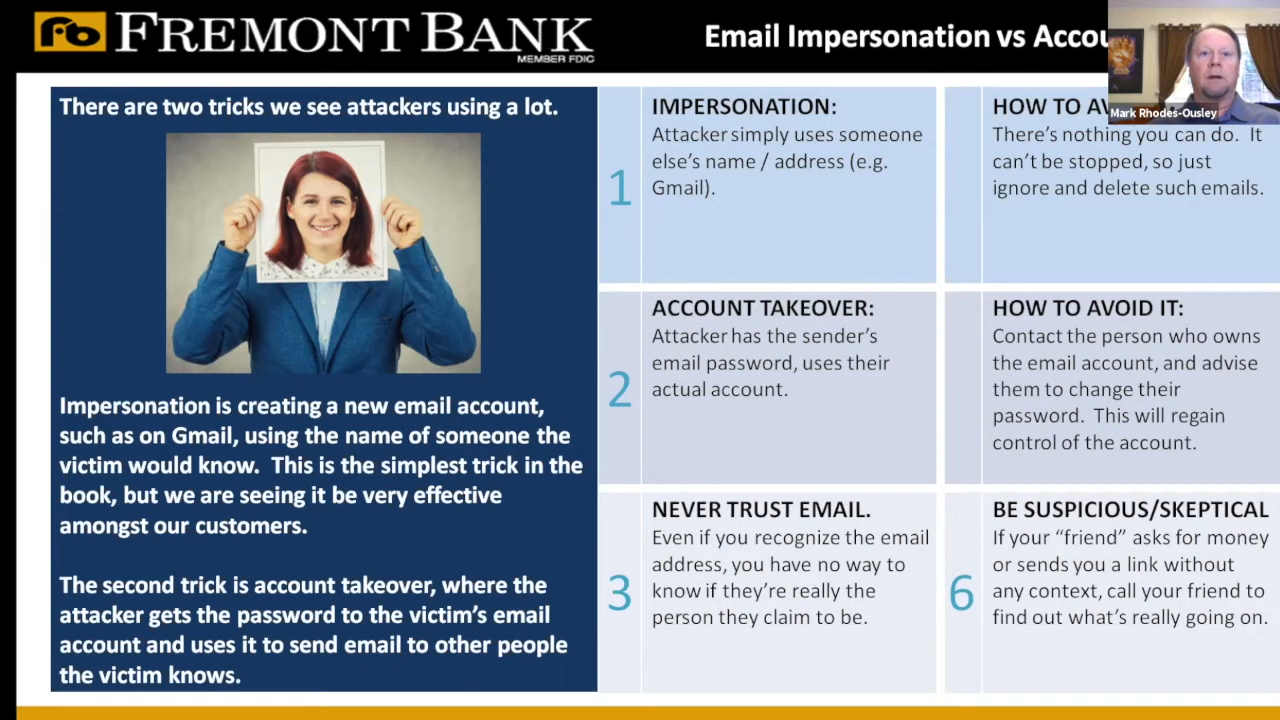 fb FREMONT BANK
MEMBER FDIC
Email Impersonation vs
Mark Rhodes-Ousley
There are two tricks we see attackers using a lot.
Impersonation is creating a new email account,
such as on Gmail, using the name of someone the
victim would know. This is the simplest trick in the
book, but we are seeing it be very effective
amongst our customers.
The second trick is account takeover, where the
attacker gets the password to the victim's email
account and uses it to send email to other people
the victim knows.
1
IMPERSONATION:
Attacker simply uses someone
else's name / address (e.g.
Gmail).
HOW TO
There's nothing you can do. It
can't be stopped, so just
ignore and delete such emails.
2
ACCOUNT TAKEOVER:
Attacker has the sender's
email password, uses their
actual account.
HOW TO AVOID IT:
Contact the person who owns
the email account, and advise
them to change their
password. This will regain
control of the account.
3
NEVER TRUST EMAIL.
Even if you recognize the email
address, you have no way to
know if they're really the
person they claim to be.
6
BE SUSPICIOUS/SKEPTICAL
If your “friend” asks for money
or sends you a link without
any context, call your friend to
find out what's really going on.